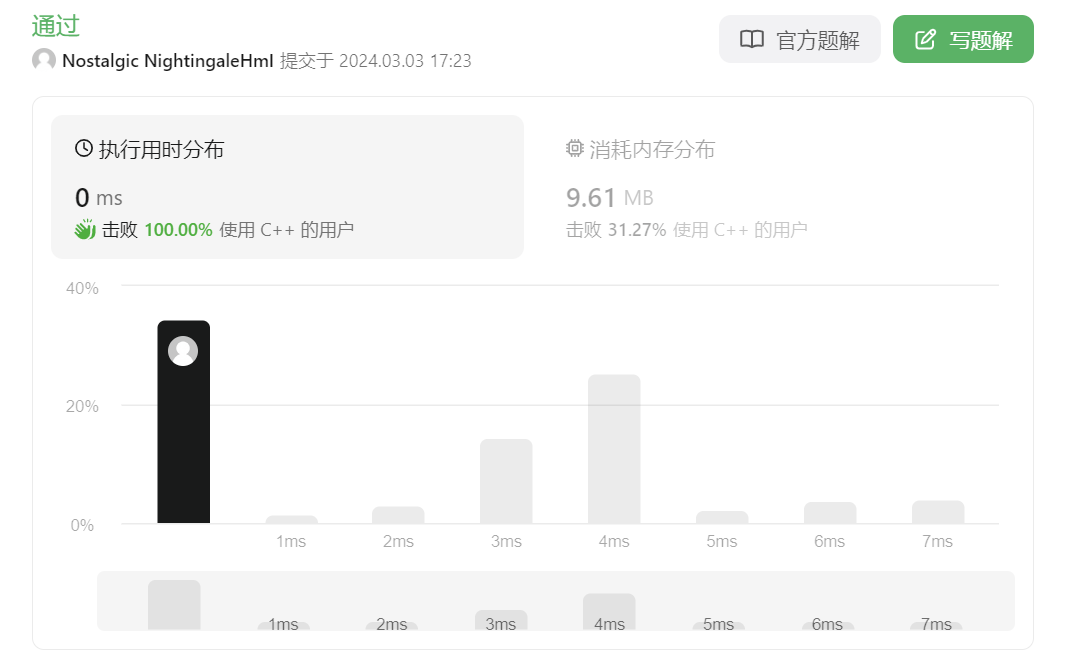 通过
官方题解
写题解
Nostalgic NightingaleHml 提交于 2024.03.03 17:23
执行用时分布
消耗内存分布
0 ms
9.61 MB
击败 100.00% 使用 C++ 的用户
击败 31.27% 使用 C++ 的用户
40%
20%
0%
1ms 2ms 3ms 4ms 5ms 6ms 7ms
1ms 2ms 3ms 4ms 5ms 6ms 7ms